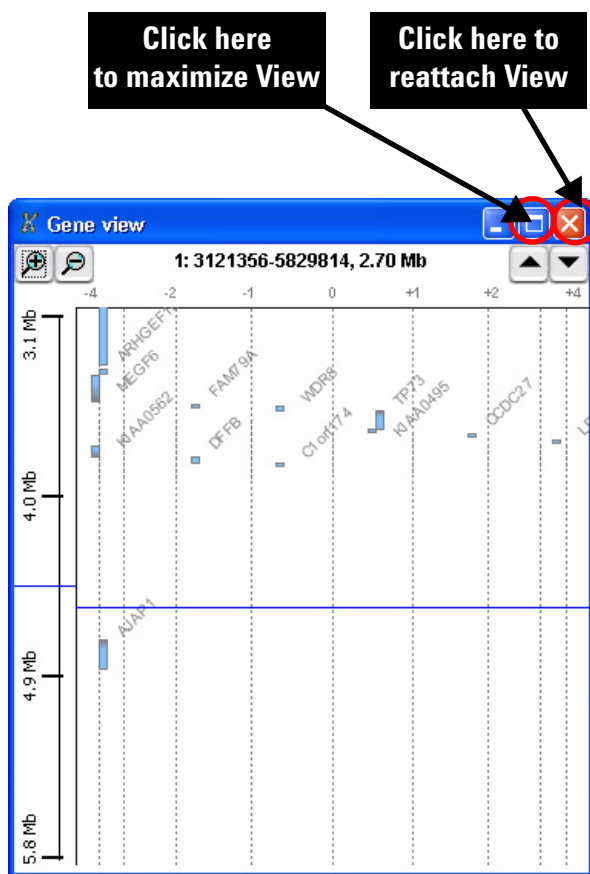 Click here
to maximize View
Click here to
reattach View
Gene view
1: 3121356-5829814, 2.70 Mb
-4 -2 -1 0 +1 +2 +4
3.1 Mb
ARHGEF1
MEGF6
FAM79A
WDR8
TP73
CCDC27
KIAA0562
DFFB
C1orf174
KIAA0495
4.0 Mb
AJAP1
4.9 Mb
5.8 Mb